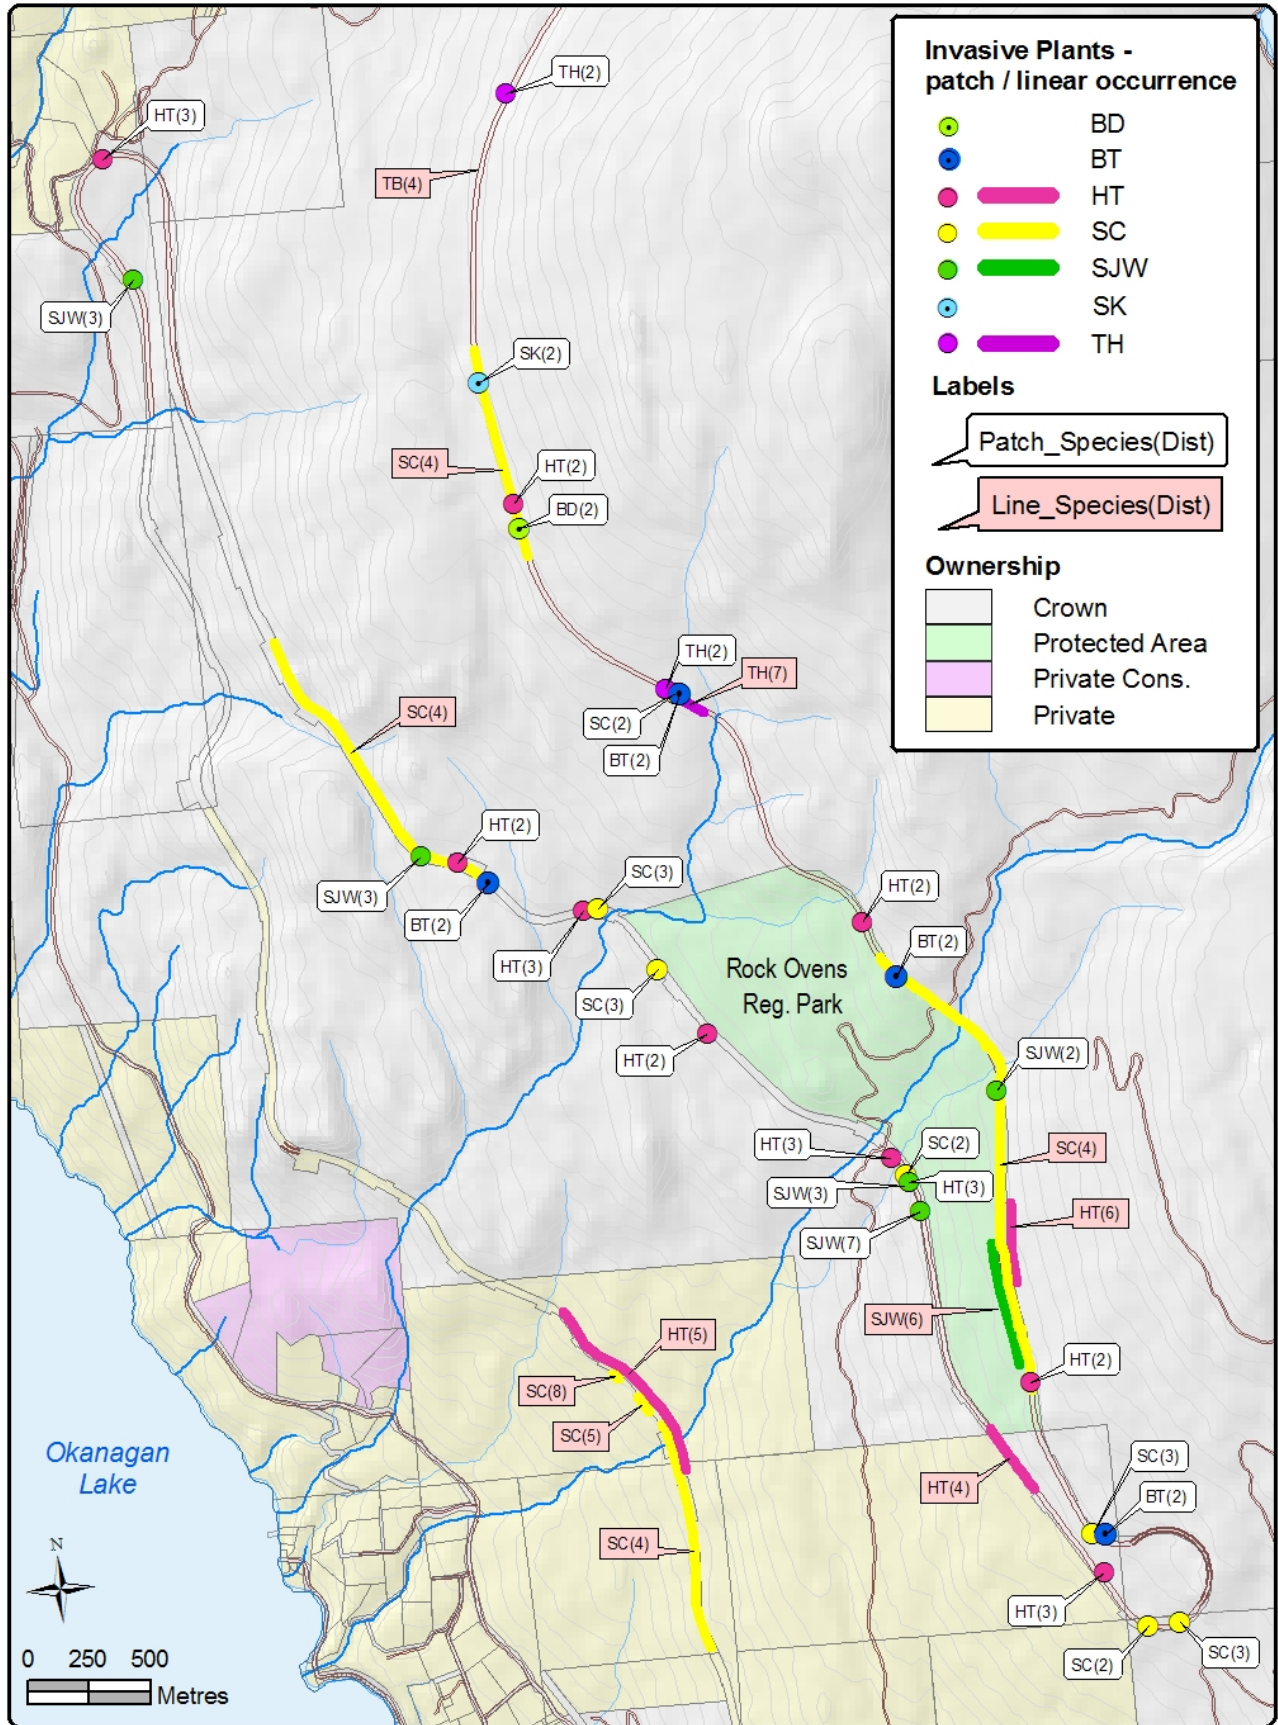 Invasive Plants -
patch / linear occurrence
BD
BT
HT
SC
SJW
SK
TH
Labels
Patch_Species(Dist)
Line_Species(Dist)
Ownership
Crown
Protected Area
Private Cons.
Private
TH(2)
HT(3)
TB(4)
SJW(3)
SK(2)
SC(4)
HT(2)
BD(2)
TH(2)
TH(7)
SC(4)
SC(2)
BT(2)
HT(2)
SJW(3)
BT(2)
SC(3)
HT(3)
HT(2)
BT(2)
Rock Ovens
Reg. Park
SC(3)
HT(2)
SJW(2)
HT(3)
SC(2)
SC(4)
SJW(3)
HT(3)
HT(6)
SJW(7)
SJW(6)
HT(5)
HT(2)
SC(8)
SC(5)
Okanagan
Lake
SC(3)
HT(4)
BT(2)
N
SC(4)
HT(3)
SC(2)
SC(3)
0 250 500
Metres